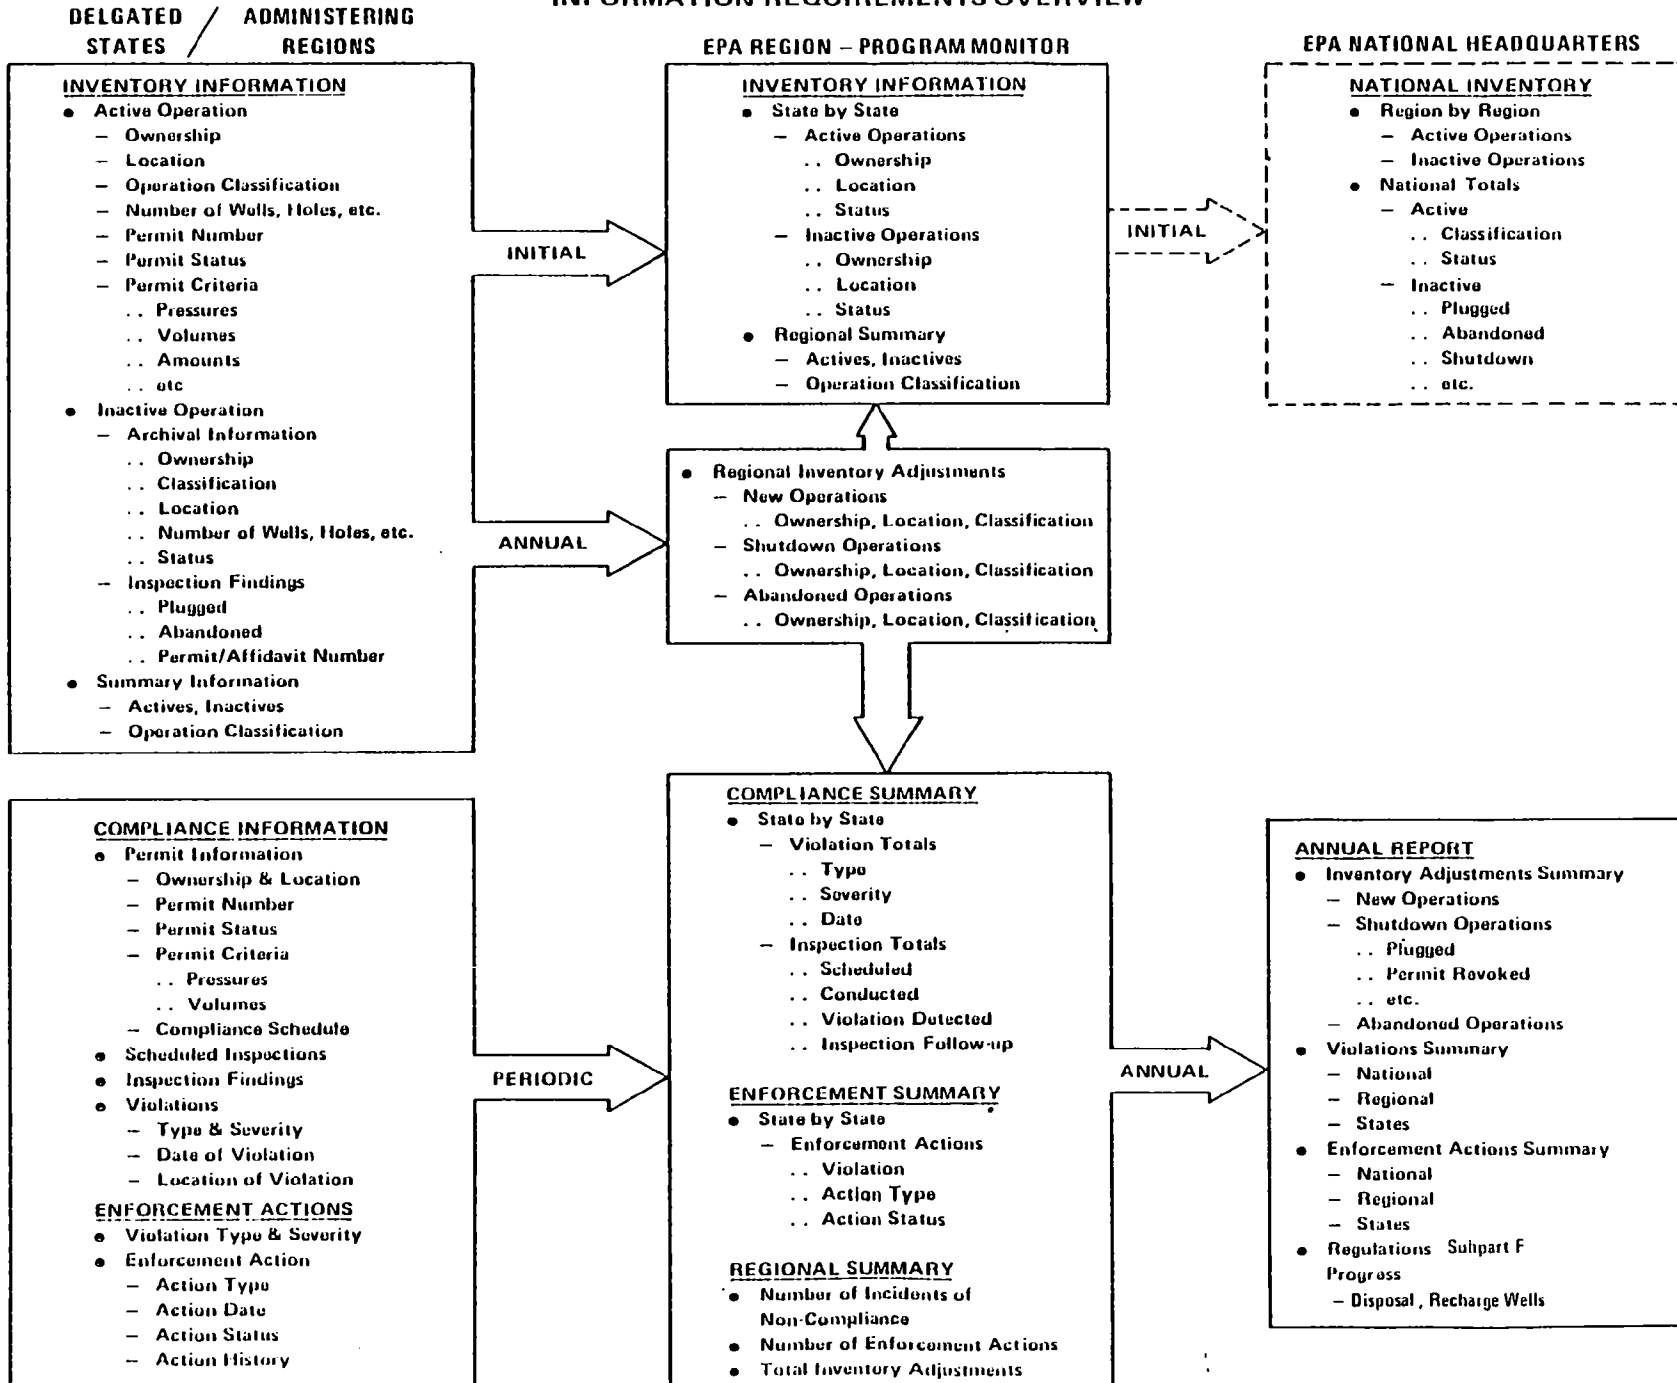 INFORMATION REQUIREMENTS OVERVIEW
DELGATED STATES / ADMINISTERING REGIONS
INVENTORY INFORMATION
• Active Operation
– Ownership
– Location
– Operation Classification
– Number of Wells, Holes, etc.
– Permit Number
– Permit Status
– Permit Criteria
.. Pressures
.. Volumes
.. Amounts
.. etc
• Inactive Operation
– Archival Information
.. Ownership
.. Classification
.. Location
.. Number of Wells, Holes, etc.
.. Status
– Inspection Findings
.. Plugged
.. Abandoned
.. Permit/Affidavit Number
• Summary Information
– Actives, Inactives
– Operation Classification
INITIAL
ANNUAL
COMPLIANCE INFORMATION
• Permit Information
– Ownership & Location
– Permit Number
– Permit Status
– Permit Criteria
.. Pressures
.. Volumes
– Compliance Schedule
• Scheduled Inspections
• Inspection Findings
• Violations
– Type & Severity
– Date of Violation
– Location of Violation
ENFORCEMENT ACTIONS
• Violation Type & Severity
• Enforcement Action
– Action Type
– Action Date
– Action Status
– Action History
PERIODIC
EPA REGION – PROGRAM MONITOR
INVENTORY INFORMATION
• State by State
– Active Operations
.. Ownership
.. Location
.. Status
– Inactive Operations
.. Ownership
.. Location
.. Status
• Regional Summary
– Actives, Inactives
– Operation Classification
INITIAL
• Regional Inventory Adjustments
– New Operations
.. Ownership, Location, Classification
– Shutdown Operations
.. Ownership, Location, Classification
– Abandoned Operations
.. Ownership, Location, Classification
COMPLIANCE SUMMARY
• State by State
– Violation Totals
.. Type
.. Severity
.. Date
– Inspection Totals
.. Scheduled
.. Conducted
.. Violation Detected
.. Inspection Follow-up
ENFORCEMENT SUMMARY
• State by State
– Enforcement Actions
.. Violation
.. Action Type
.. Action Status
REGIONAL SUMMARY
• Number of Incidents of
Non-Compliance
• Number of Enforcement Actions
• Total Inventory Adjustments
ANNUAL
EPA NATIONAL HEADQUARTERS
NATIONAL INVENTORY
• Region by Region
– Active Operations
– Inactive Operations
• National Totals
– Active
.. Classification
.. Status
– Inactive
.. Plugged
.. Abandoned
.. Shutdown
.. etc.
ANNUAL REPORT
• Inventory Adjustments Summary
– New Operations
– Shutdown Operations
.. Plugged
.. Permit Revoked
.. etc.
– Abandoned Operations
• Violations Summary
– National
– Regional
– States
• Enforcement Actions Summary
– National
– Regional
– States
• Regulations Subpart F
Progress
– Disposal, Recharge Wells